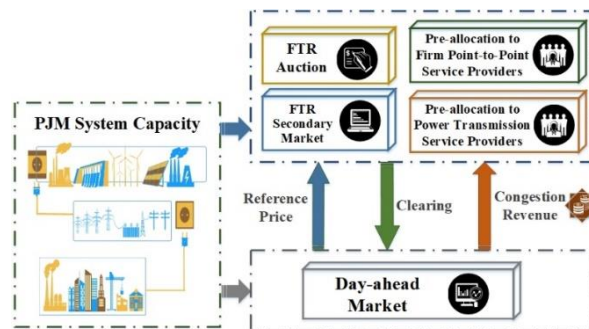 PJM System Capacity
FTR
Auction
Pre-allocation to
Firm Point-to-Point
Service Providers
FTR
Secondary
Market
Pre-allocation to
Power Transmission
Service Providers
Reference
Price
Clearing
Congestion
Revenue
Day-ahead
Market